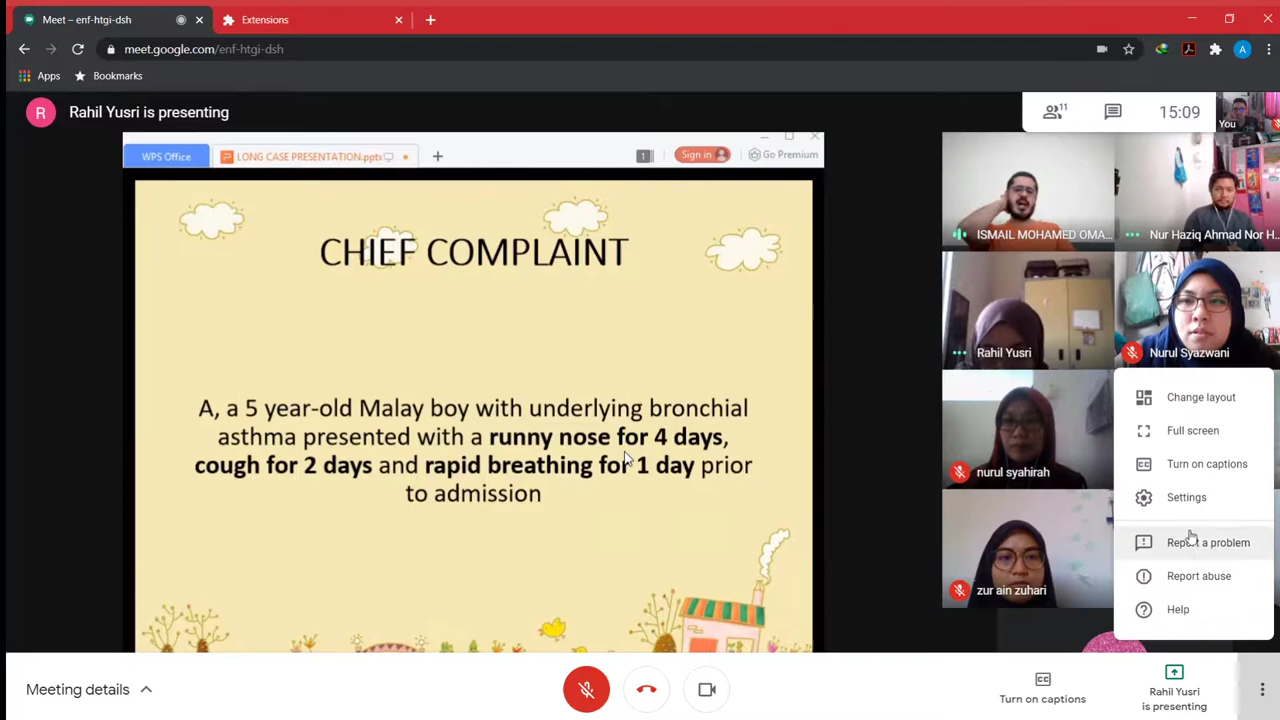 Meet – enf-htgi-dsh
Extensions
meet.google.com/enf-htgi-dsh
A
Apps
Bookmarks
R
Rahil Yusri is presenting
11
15:09
You
WPS Office
LONG CASE PRESENTATION.pptx
1
Sign in
Go Premium
CHIEF COMPLAINT
A, a 5 year-old Malay boy with underlying bronchial
asthma presented with a runny nose for 4 days,
cough for 2 days and rapid breathing for 1 day prior
to admission
ISMAIL MOHAMED OMA...
Nur Haziq Ahmad Nor H...
Rahil Yusri
Nurul Syazwani
nurul syahirah
zur ain zuhari
Change layout
Full screen
CC Turn on captions
Settings
Report a problem
Report abuse
Help
Meeting details
CC
Turn on captions
Rahil Yusri
is presenting